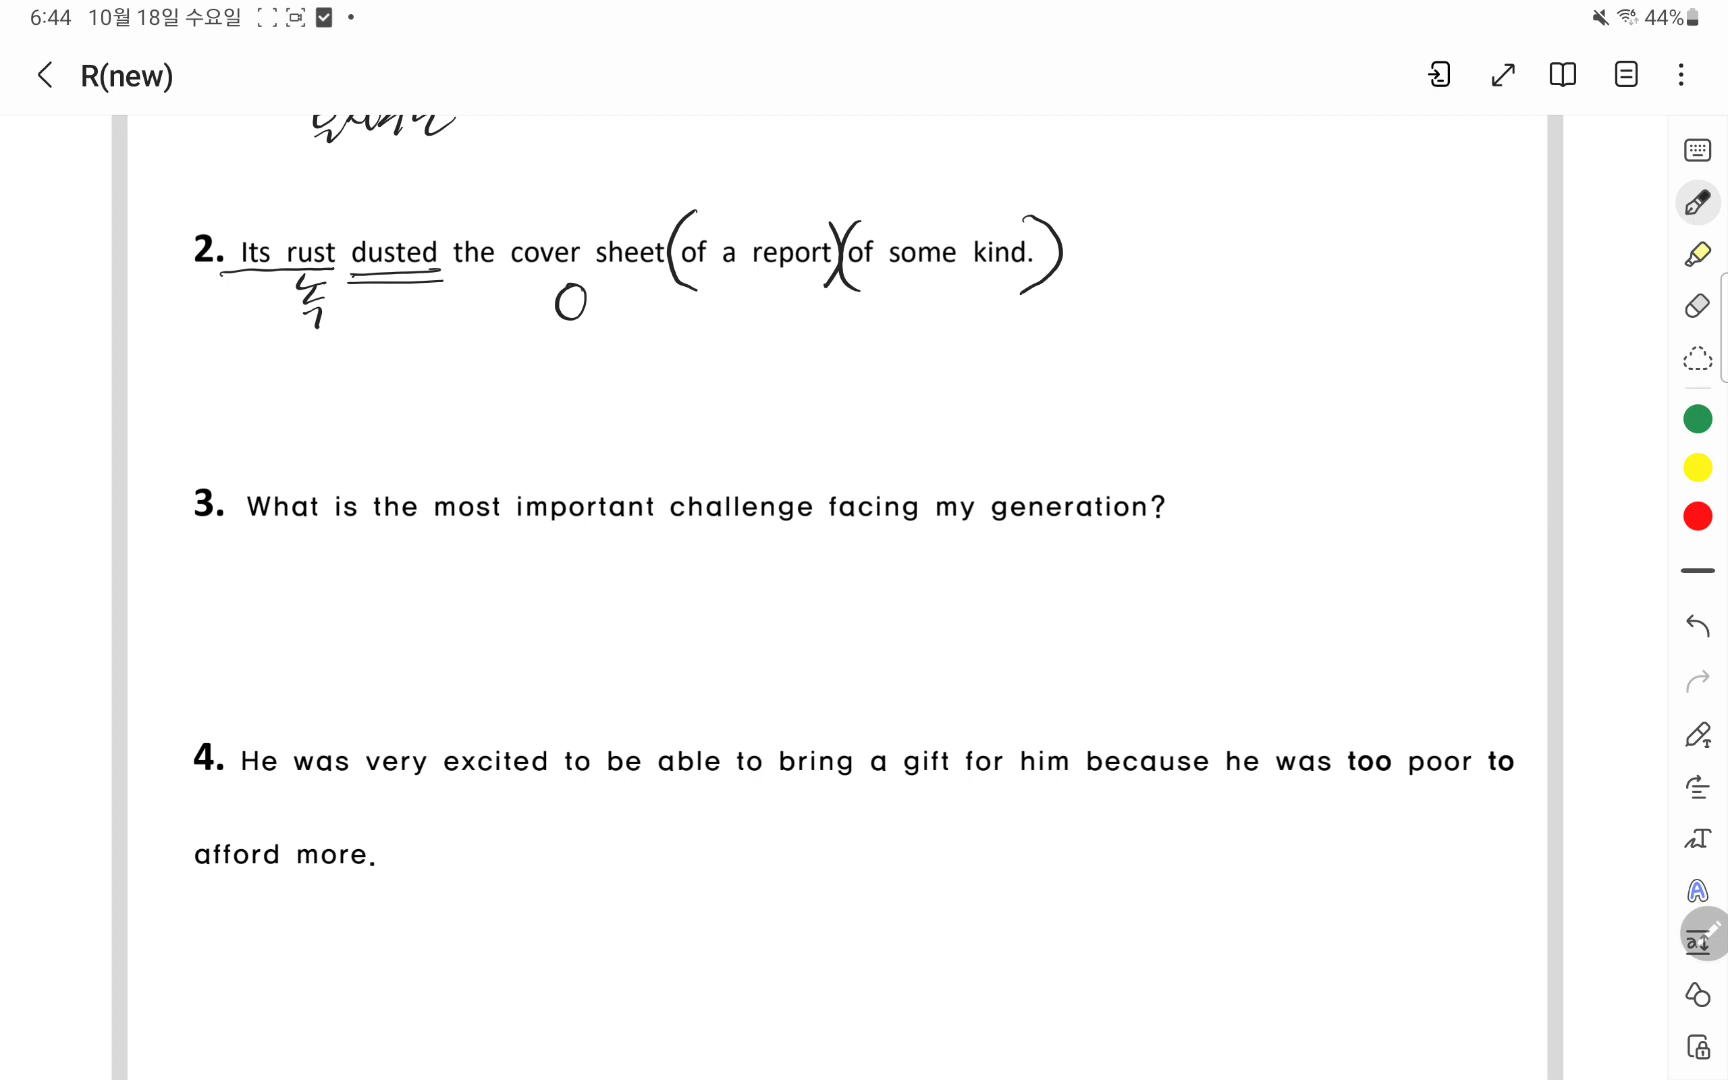 6:44 10월 18일 수요일
44%
R(new)
2. Its rust dusted the cover sheet (of a report)(of some kind.)
녹
O
3. What is the most important challenge facing my generation?
4. He was very excited to be able to bring a gift for him because he was too poor to
afford more.